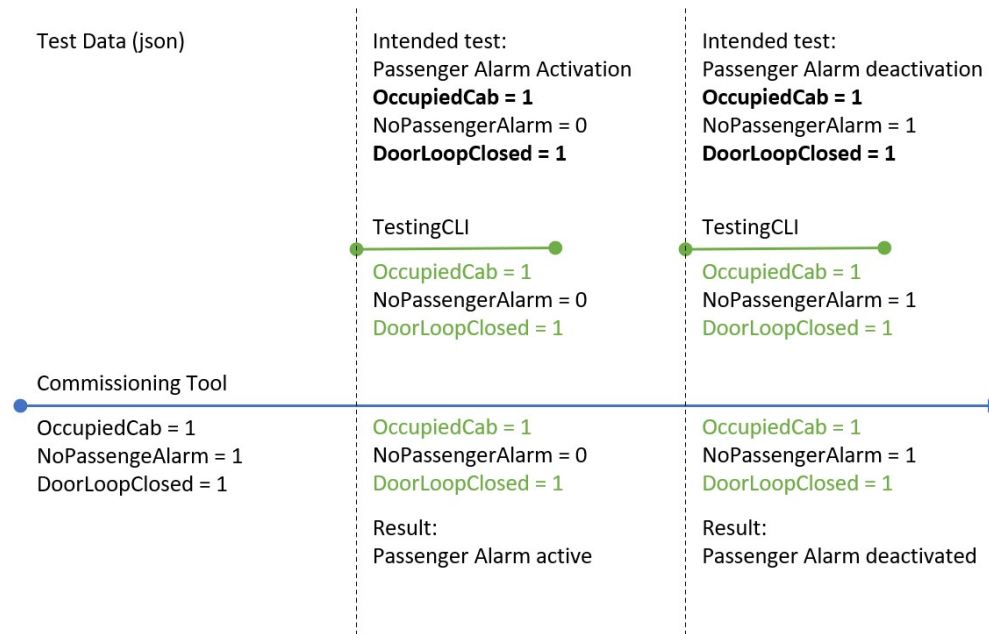 Test Data (json)
Intended test:
Passenger Alarm Activation
OccupiedCab = 1
NoPassengerAlarm = 0
DoorLoopClosed = 1
Intended test:
Passenger Alarm deactivation
OccupiedCab = 1
NoPassengerAlarm = 1
DoorLoopClosed = 1
TestingCLI
OccupiedCab = 1
NoPassengerAlarm = 0
DoorLoopClosed = 1
TestingCLI
OccupiedCab = 1
NoPassengerAlarm = 1
DoorLoopClosed = 1
Commissioning Tool
OccupiedCab = 1
NoPassengeAlarm = 1
DoorLoopClosed = 1
OccupiedCab = 1
NoPassengerAlarm = 0
DoorLoopClosed = 1
Result:
Passenger Alarm active
OccupiedCab = 1
NoPassengerAlarm = 1
DoorLoopClosed = 1
Result:
Passenger Alarm deactivated